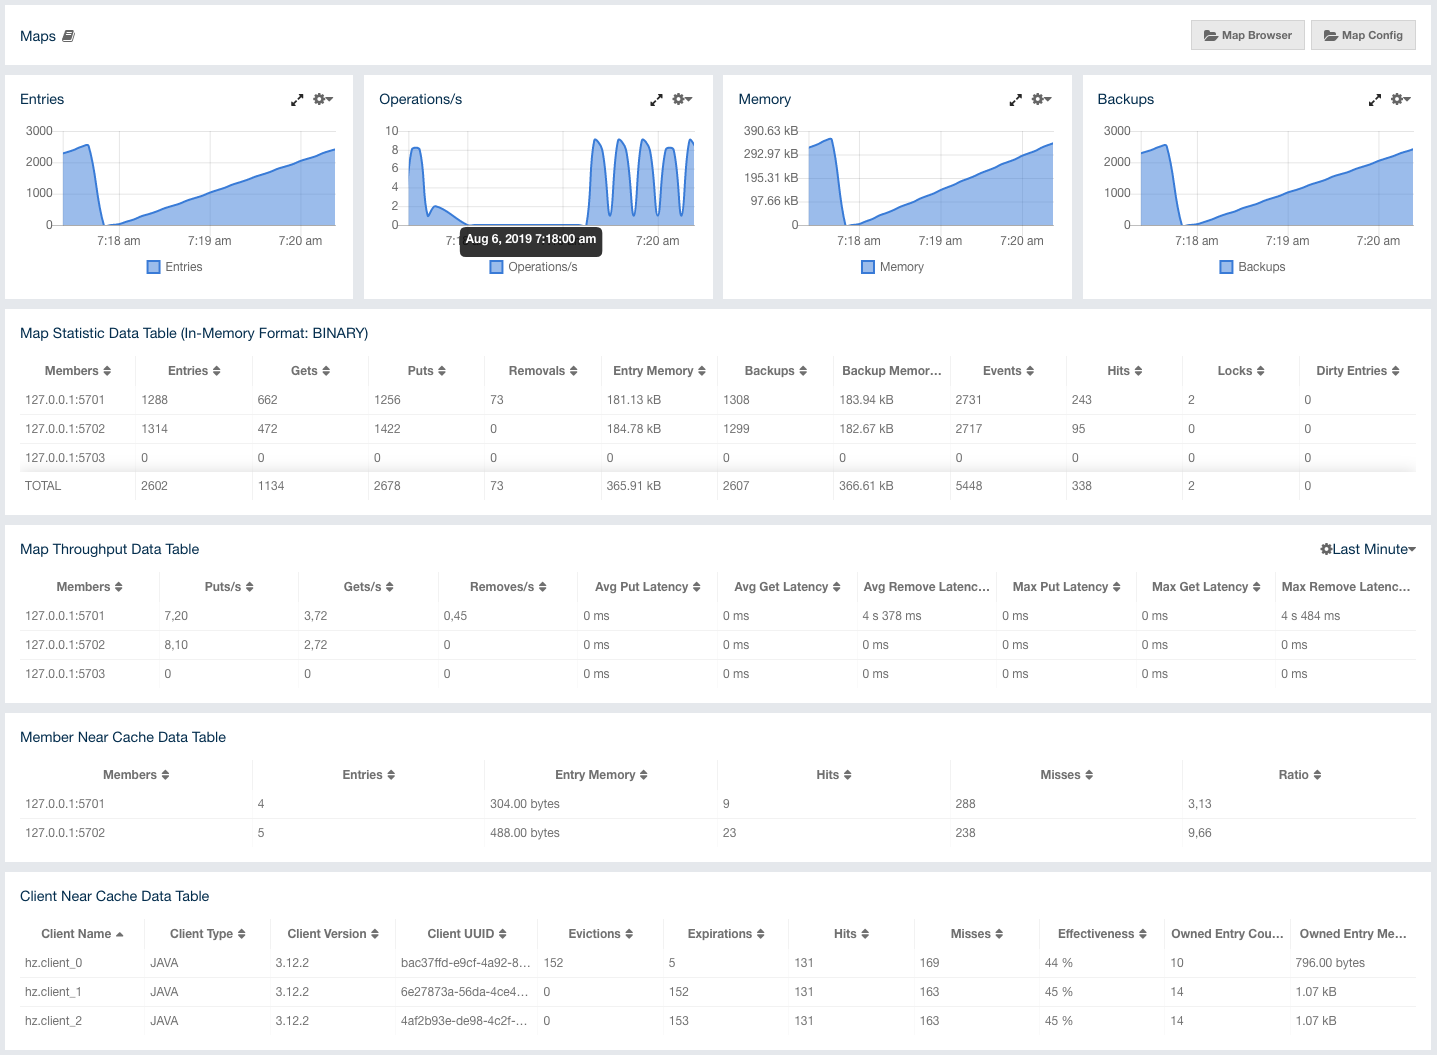 Maps
Map Browser Map Config
Entries
3000
2000
1000
0
7:18 am 7:19 am 7:20 am
Entries
Operations/s
10
8
6
4
2
0
7:1 7:20 am
Aug 6, 2019 7:18:00 am
Operations/s
Memory
390.63 kB
292.97 kB
195.31 kB
97.66 kB
0
7:18 am 7:19 am 7:20 am
Memory
Backups
3000
2000
1000
0
7:18 am 7:19 am 7:20 am
Backups
Map Statistic Data Table (In-Memory Format: BINARY)
Members Entries Gets Puts Removals Entry Memory Backups Backup Memor... Events Hits Locks Dirty Entries
127.0.0.1:5701 1288 662 1256 73 181.13 kB 1308 183.94 kB 2731 243 2 0
127.0.0.1:5702 1314 472 1422 0 184.78 kB 1299 182.67 kB 2717 95 0 0
127.0.0.1:5703 0 0 0 0 0 0 0 0 0 0 0
TOTAL 2602 1134 2678 73 365.91 kB 2607 366.61 kB 5448 338 2 0
Map Throughput Data Table
Last Minute
Members Puts/s Gets/s Removes/s Avg Put Latency Avg Get Latency Avg Remove Latenc... Max Put Latency Max Get Latency Max Remove Latenc...
127.0.0.1:5701 7,20 3,72 0,45 0 ms 0 ms 4 s 378 ms 0 ms 0 ms 4 s 484 ms
127.0.0.1:5702 8,10 2,72 0 0 ms 0 ms 0 ms 0 ms 0 ms 0 ms
127.0.0.1:5703 0 0 0 0 ms 0 ms 0 ms 0 ms 0 ms 0 ms
Member Near Cache Data Table
Members Entries Entry Memory Hits Misses Ratio
127.0.0.1:5701 4 304.00 bytes 9 288 3,13
127.0.0.1:5702 5 488.00 bytes 23 238 9,66
Client Near Cache Data Table
Client Name Client Type Client Version Client UUID Evictions Expirations Hits Misses Effectiveness Owned Entry Cou... Owned Entry Me...
hz.client_0 JAVA 3.12.2 bac37ffd-e9cf-4a92-8... 152 5 131 169 44 % 10 796.00 bytes
hz.client_1 JAVA 3.12.2 6e27873a-56da-4ce4... 0 152 131 163 45 % 14 1.07 kB
hz.client_2 JAVA 3.12.2 4af2b93e-de98-4c2f-... 0 153 131 163 45 % 14 1.07 kB